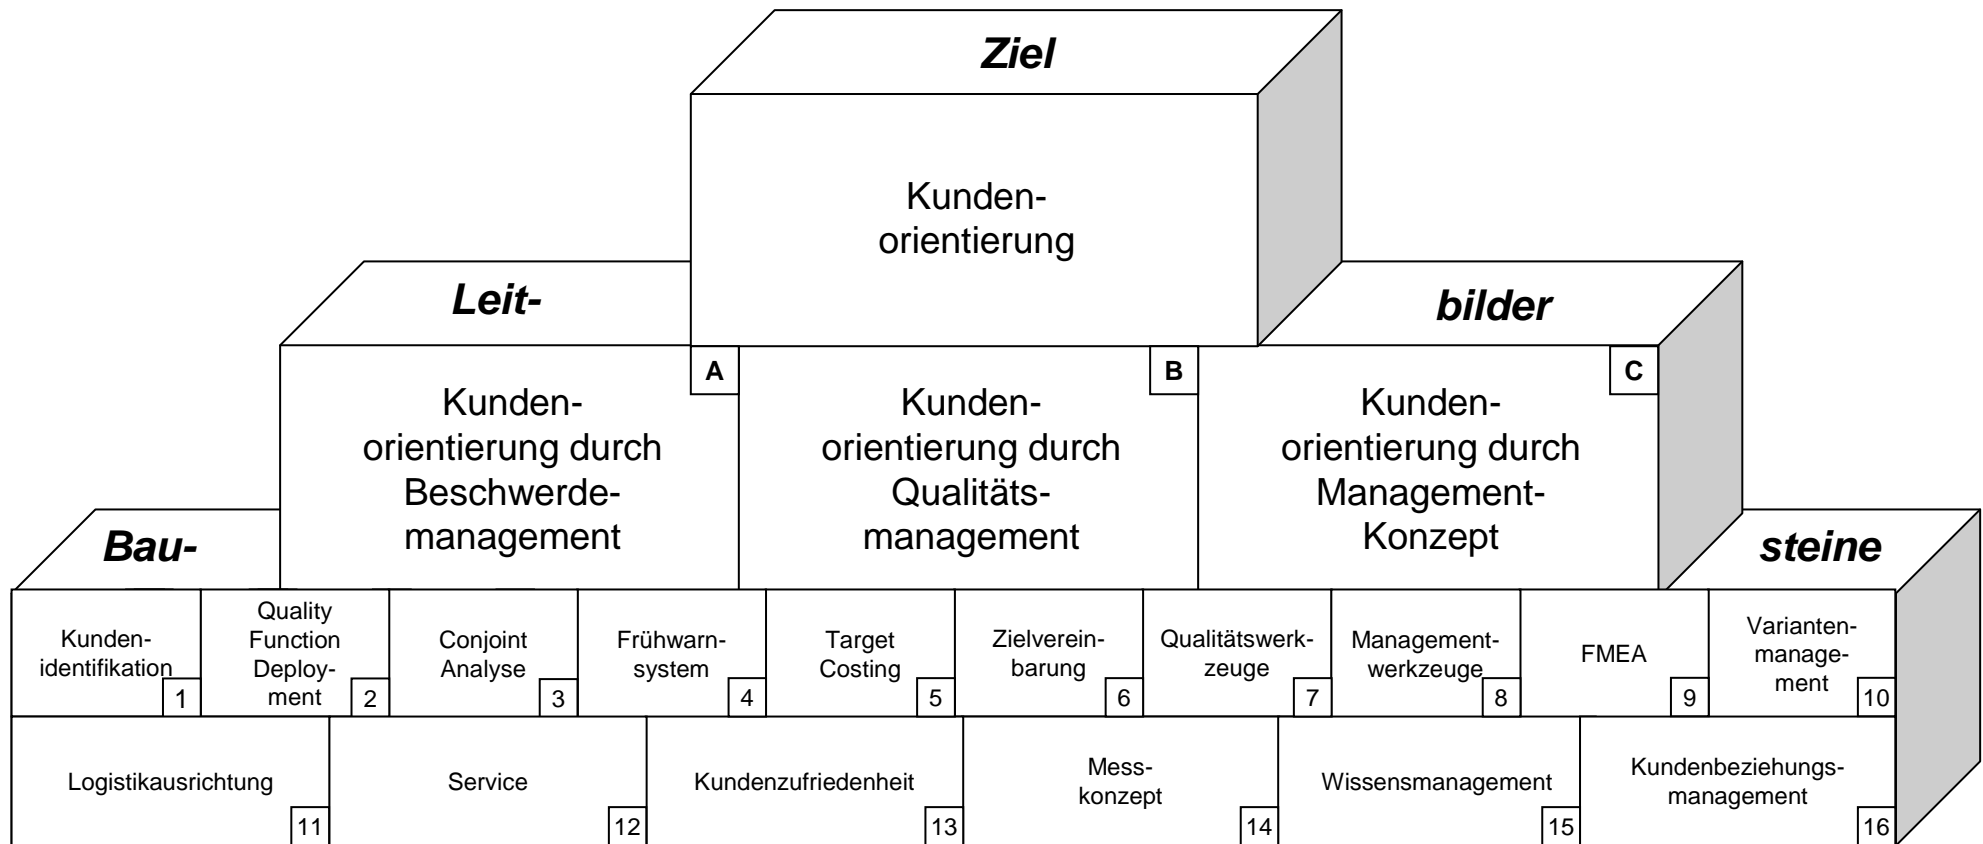 Ziel
Kunden-
orientierung
Leit-
bilder
A
Kunden-
orientierung durch
Beschwerde-
management
B
Kunden-
orientierung durch
Qualitäts-
management
C
Kunden-
orientierung durch
Management-
Konzept
Bau-
steine
Kunden-
identifikation
1
Quality
Function
Deploy-
ment
2
Conjoint
Analyse
3
Frühwarn-
system
4
Target
Costing
5
Zielverein-
barung
6
Qualitätswerk-
zeuge
7
Management-
werkzeuge
8
FMEA
9
Varianten-
manage-
ment
10
Logistikausrichtung
11
Service
12
Kundenzufriedenheit
13
Mess-
konzept
14
Wissensmanagement
15
Kundenbeziehungs-
management
16